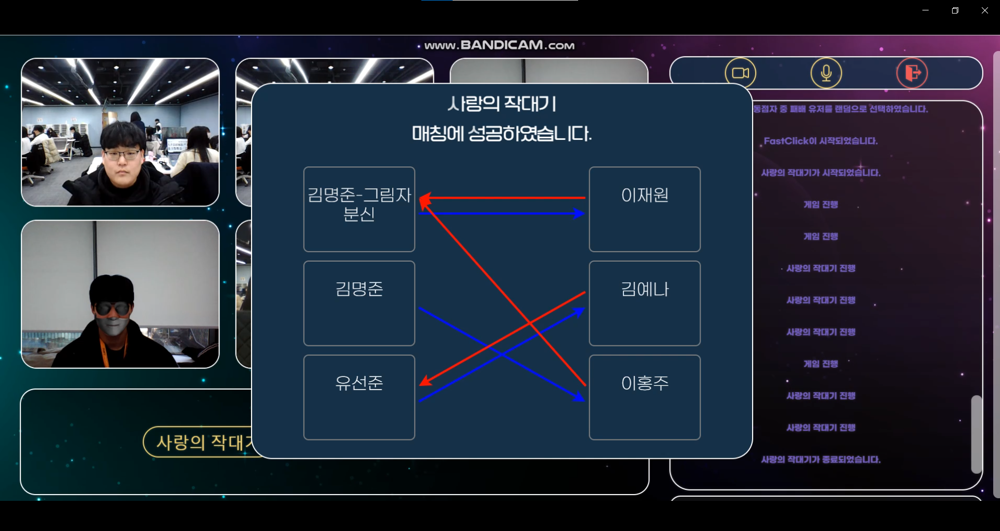 www.BANDICAM.com
사랑의 작대기
매칭에 성공하였습니다.
김명준-그림자
분신
이재원
김명준
김예나
유선준
이홍주
사랑의 작대기
동점자 중 패배 유저를 랜덤으로 선택하였습니다.
FastClick이 시작되었습니다.
사랑의 작대기가 시작되었습니다.
게임 진행
게임 진행
사랑의 작대기 진행
사랑의 작대기 진행
사랑의 작대기 진행
게임 진행
사랑의 작대기 진행
사랑의 작대기 진행
사랑의 작대기가 종료되었습니다.